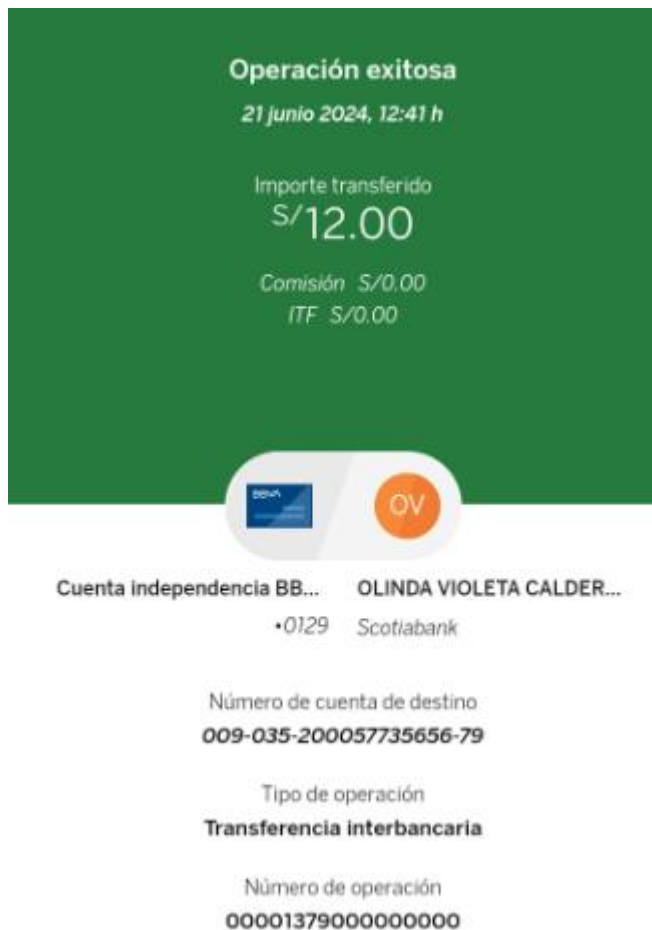 Operación exitosa
21 junio 2024, 12:41 h
Importe transferido
S/12.00
Comisión S/0.00
ITF S/0.00
BBVA
OV
Cuenta independencia BB...
•0129
OLINDA VIOLETA CALDER...
Scotiabank
Número de cuenta de destino
009-035-200057735656-79
Tipo de operación
Transferencia interbancaria
Número de operación
00001379000000000